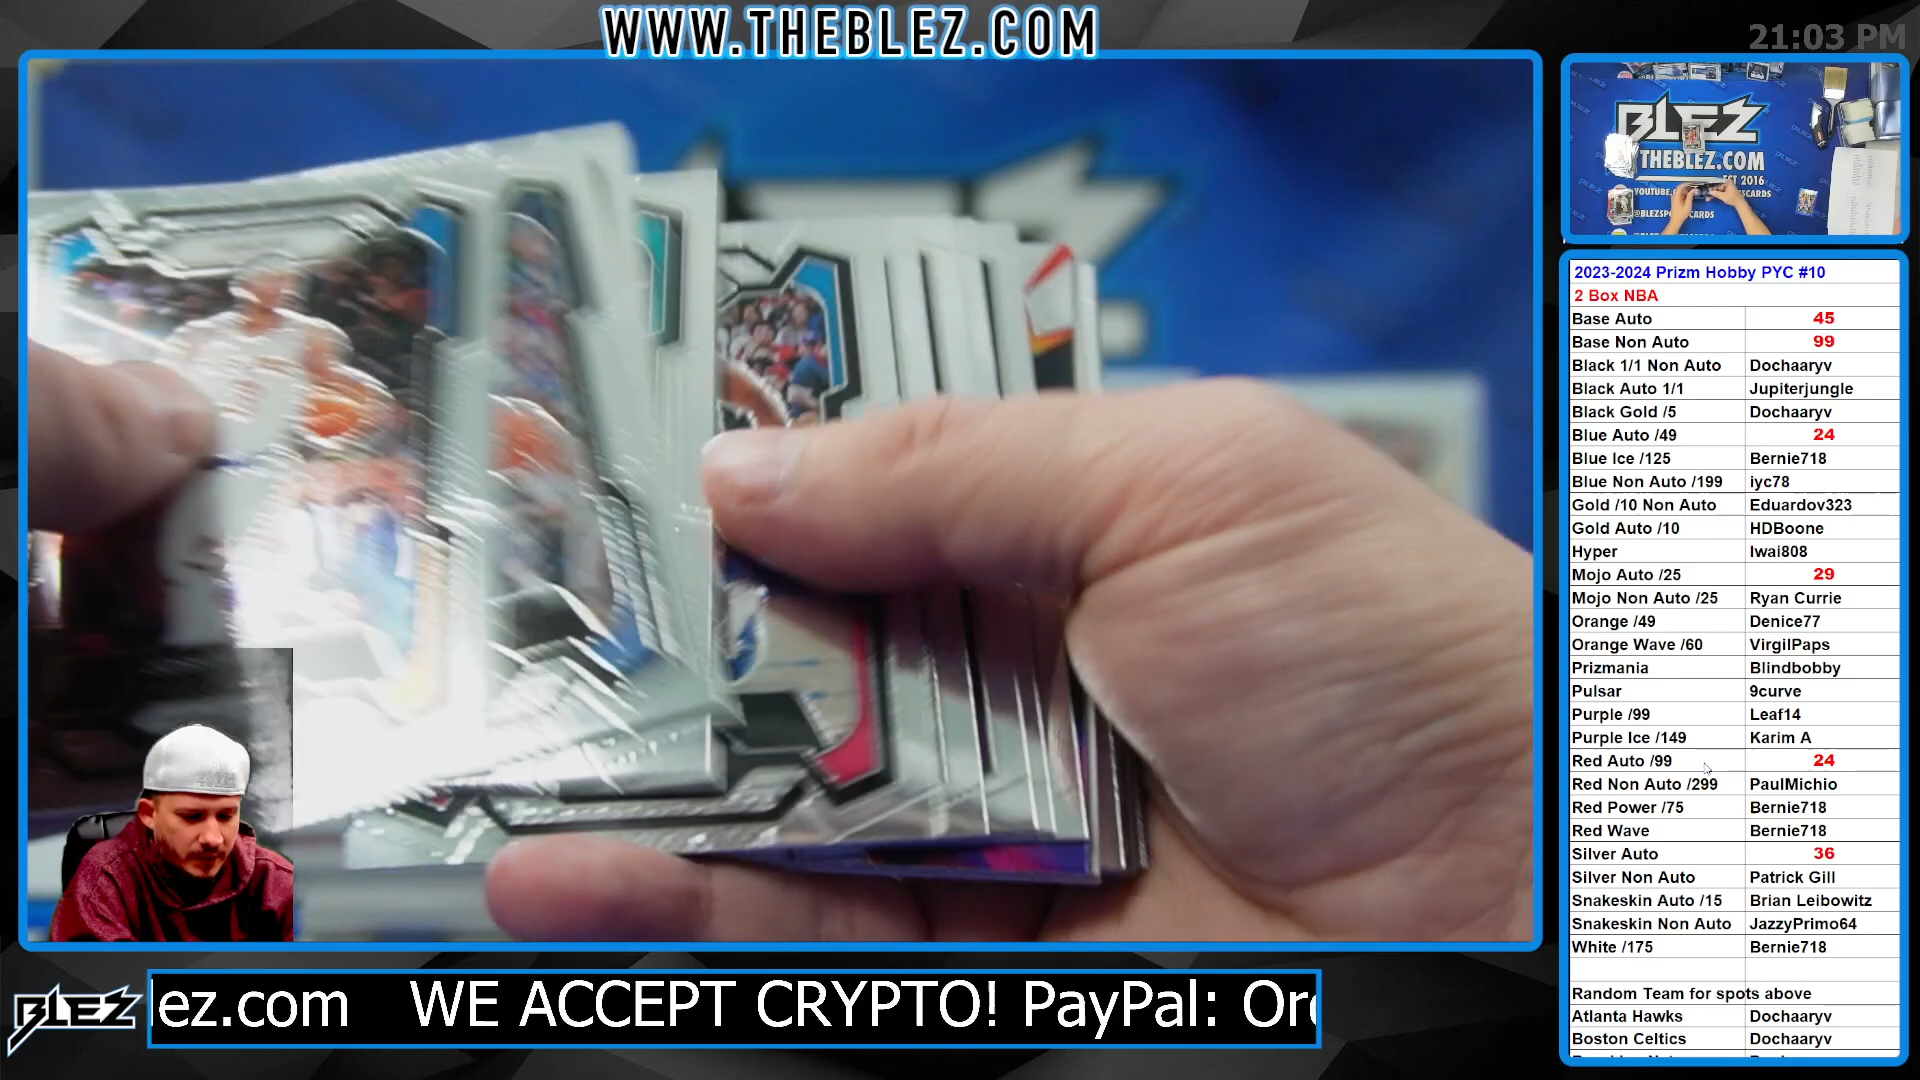 WWW.THEBLEZ.COM
21:03 PM
BLEZ
THEBLEZ.COM
EST 2016
2023-2024 Prizm Hobby PYC #10
2 Box NBA
Base Auto 45
Base Non Auto 99
Black 1/1 Non Auto Dochaaryv
Black Auto 1/1 Jupiterjungle
Black Gold /5 Dochaaryv
Blue Auto /49 24
Blue Ice /125 Bernie718
Blue Non Auto /199 iyc78
Gold /10 Non Auto Eduardov323
Gold Auto /10 HDBoone
Hyper Iwai808
Mojo Auto /25 29
Mojo Non Auto /25 Ryan Currie
Orange /49 Denice77
Orange Wave /60 VirgilPaps
Prizmania Blindbobby
Pulsar 9curve
Purple /99 Leaf14
Purple Ice /149 Karim A
Red Auto /99 24
Red Non Auto /299 PaulMichio
Red Power /75 Bernie718
Red Wave Bernie718
Silver Auto 36
Silver Non Auto Patrick Gill
Snakeskin Auto /15 Brian Leibowitz
Snakeskin Non Auto JazzyPrimo64
White /175 Bernie718
Random Team for spots above
Atlanta Hawks Dochaaryv
Boston Celtics Dochaaryv
BLEZ
lez.com WE ACCEPT CRYPTO! PayPal: Or